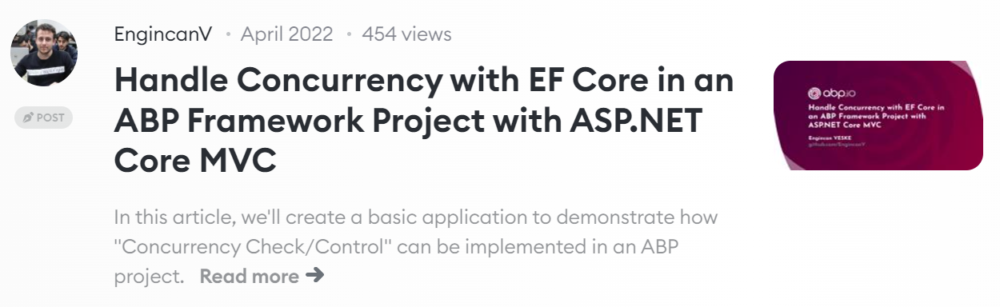 EngincanV • April 2022 • 454 views
Handle Concurrency with EF Core in an
ABP Framework Project with ASP.NET
Core MVC
POST
In this article, we'll create a basic application to demonstrate how
"Concurrency Check/Control" can be implemented in an ABP
project. Read more →
abp.io
Handle Concurrency with EF Core in
an ABP Framework Project with
ASP.NET Core MVC
Engincan VESKE
github.com/EngincanV